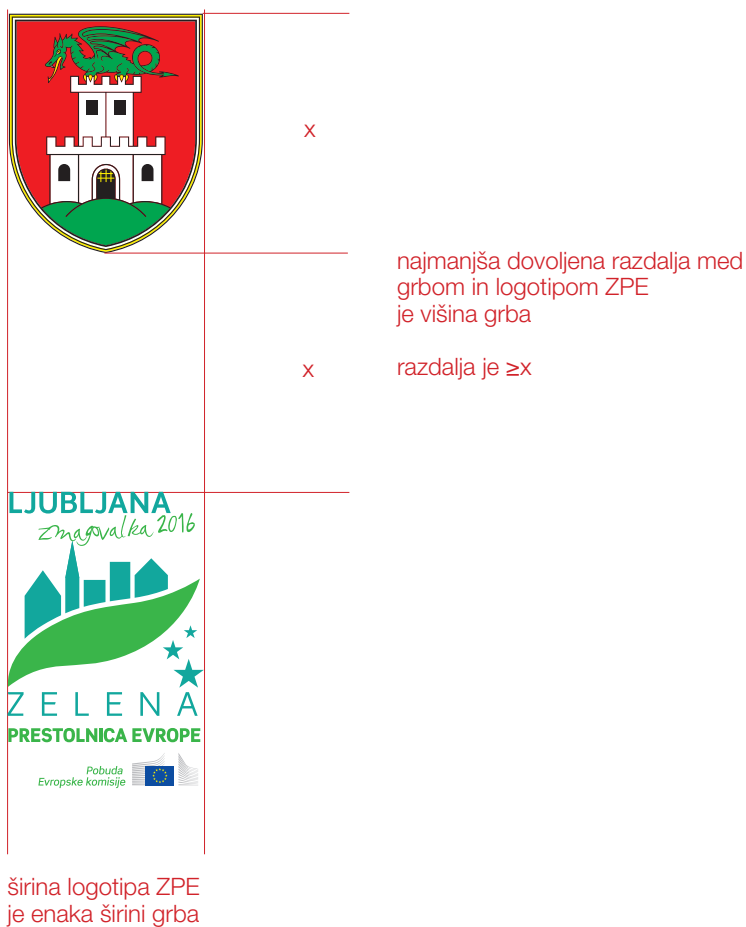 x
najmanjša dovoljena razdalja med
grbom in logotipom ZPE
je višina grba
x
razdalja je ≥x
LJUBLJANA
zmagovalka 2016
ZELENA
PRESTOLNICA EVROPE
Pobuda
Evropske komisije
širina logotipa ZPE
je enaka širini grba